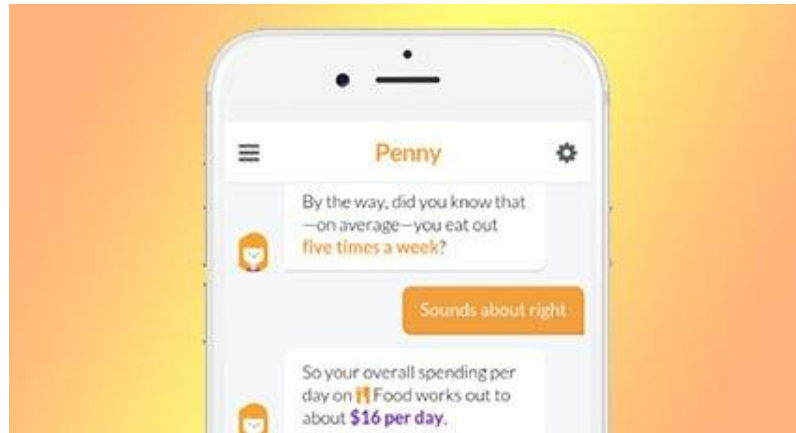 Penny
By the way, did you know that
—on average—you eat out
five times a week?
Sounds about right
So your overall spending per
day on 🍴 Food works out to
about $16 per day.